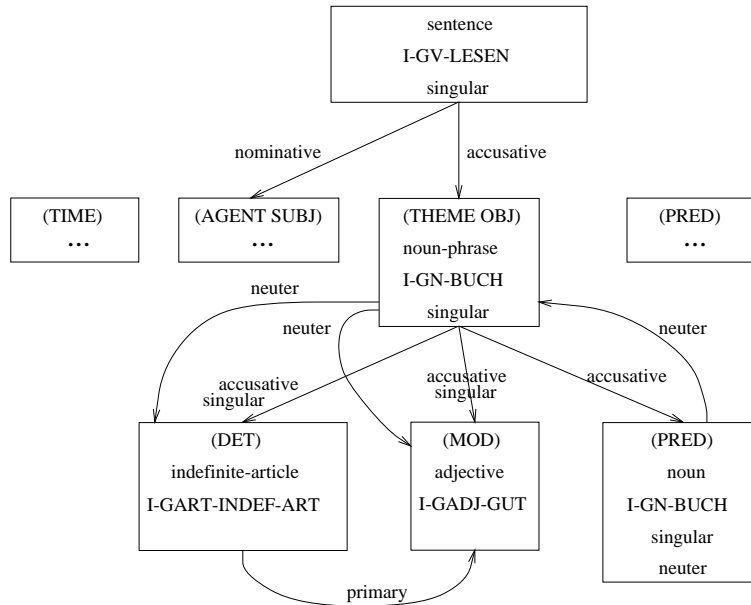 sentence
I-GV-LESEN
singular
nominative
accusative
(TIME)
...
(AGENT SUBJ)
...
(THEME OBJ)
noun-phrase
I-GN-BUCH
singular
(PRED)
...
neuter
neuter
neuter
accusative
singular
accusative
singular
accusative
(DET)
indefinite-article
I-GART-INDEF-ART
(MOD)
adjective
I-GADJ-GUT
(PRED)
noun
I-GN-BUCH
singular
neuter
primary